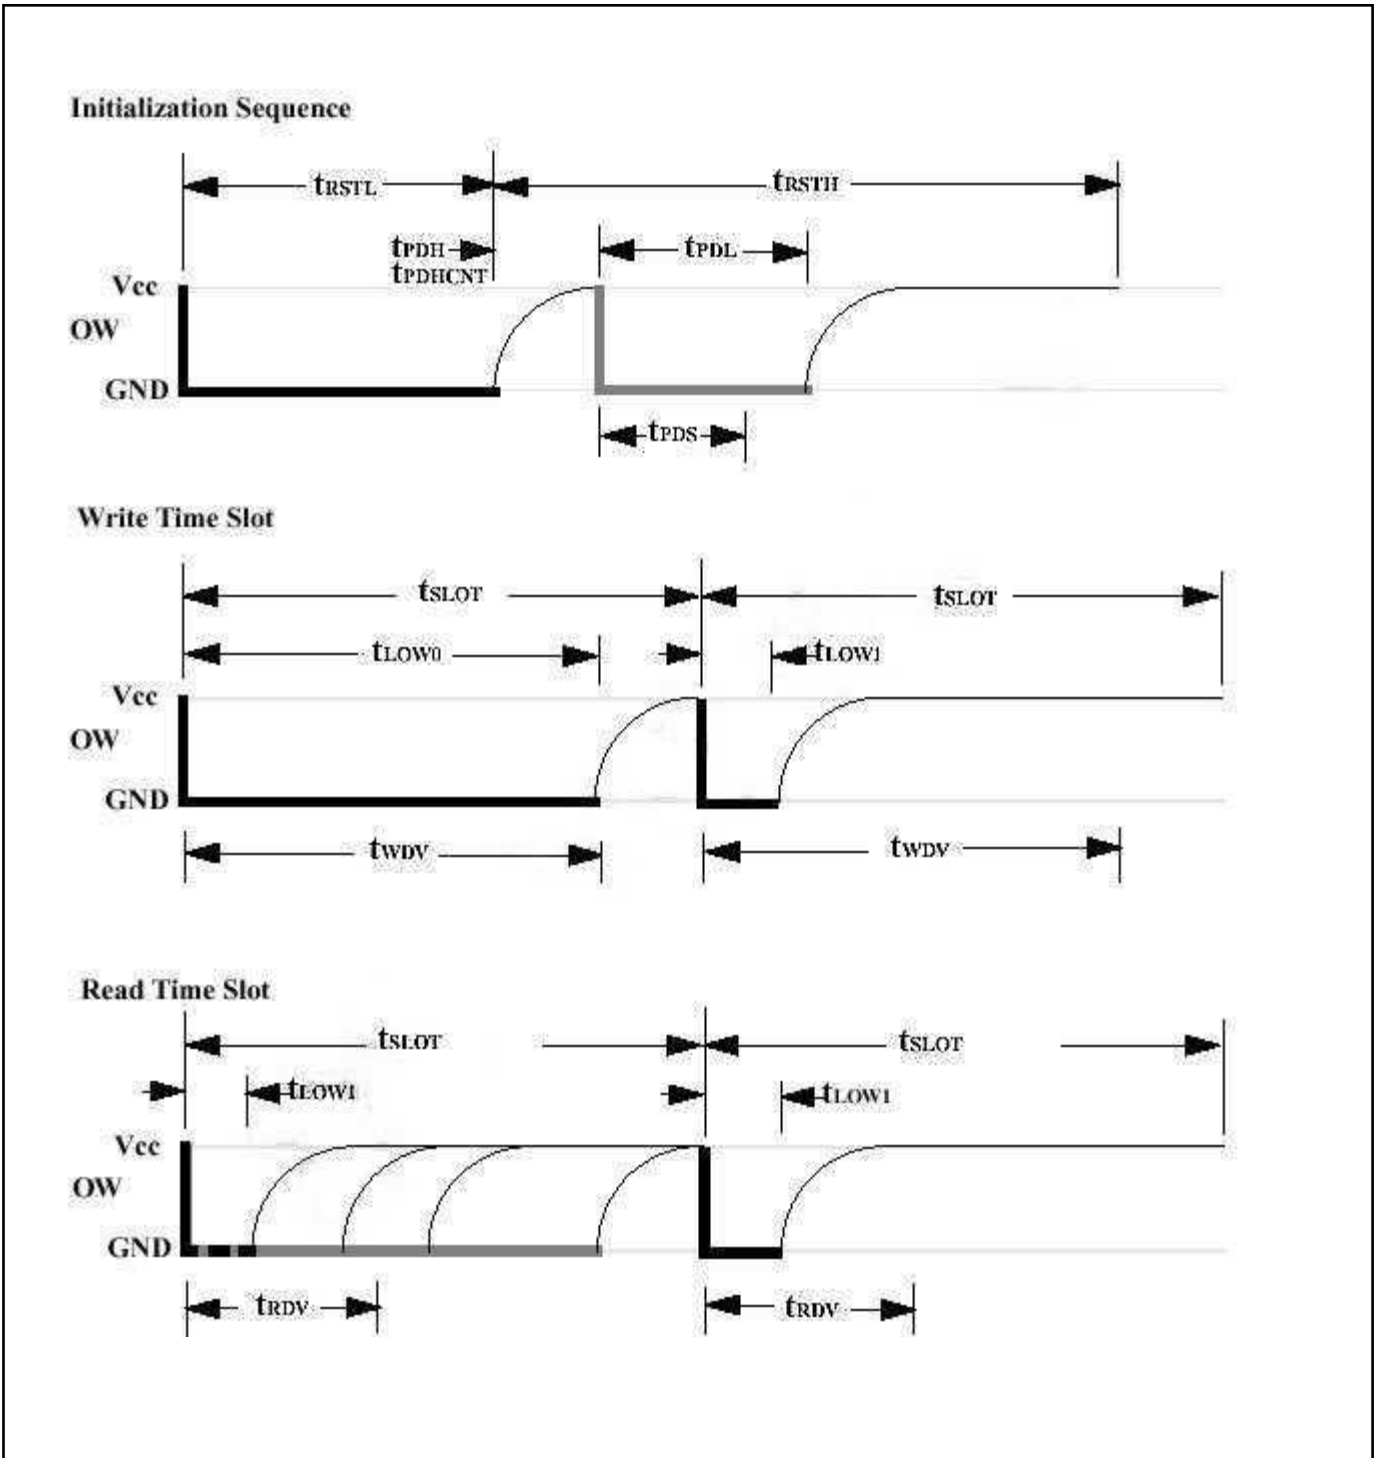 Initialization Sequence
tRSTL tRSTH
tPDH tPDL
tPDHCNT
Vcc
OW
GND
tPDS
Write Time Slot
tSLOT tSLOT
tLOW0 tLOW1
Vcc
OW
GND
tWDV tWDV
Read Time Slot
tSLOT tSLOT
tLOW1 tLOW1
Vcc
OW
GND
tRDV tRDV